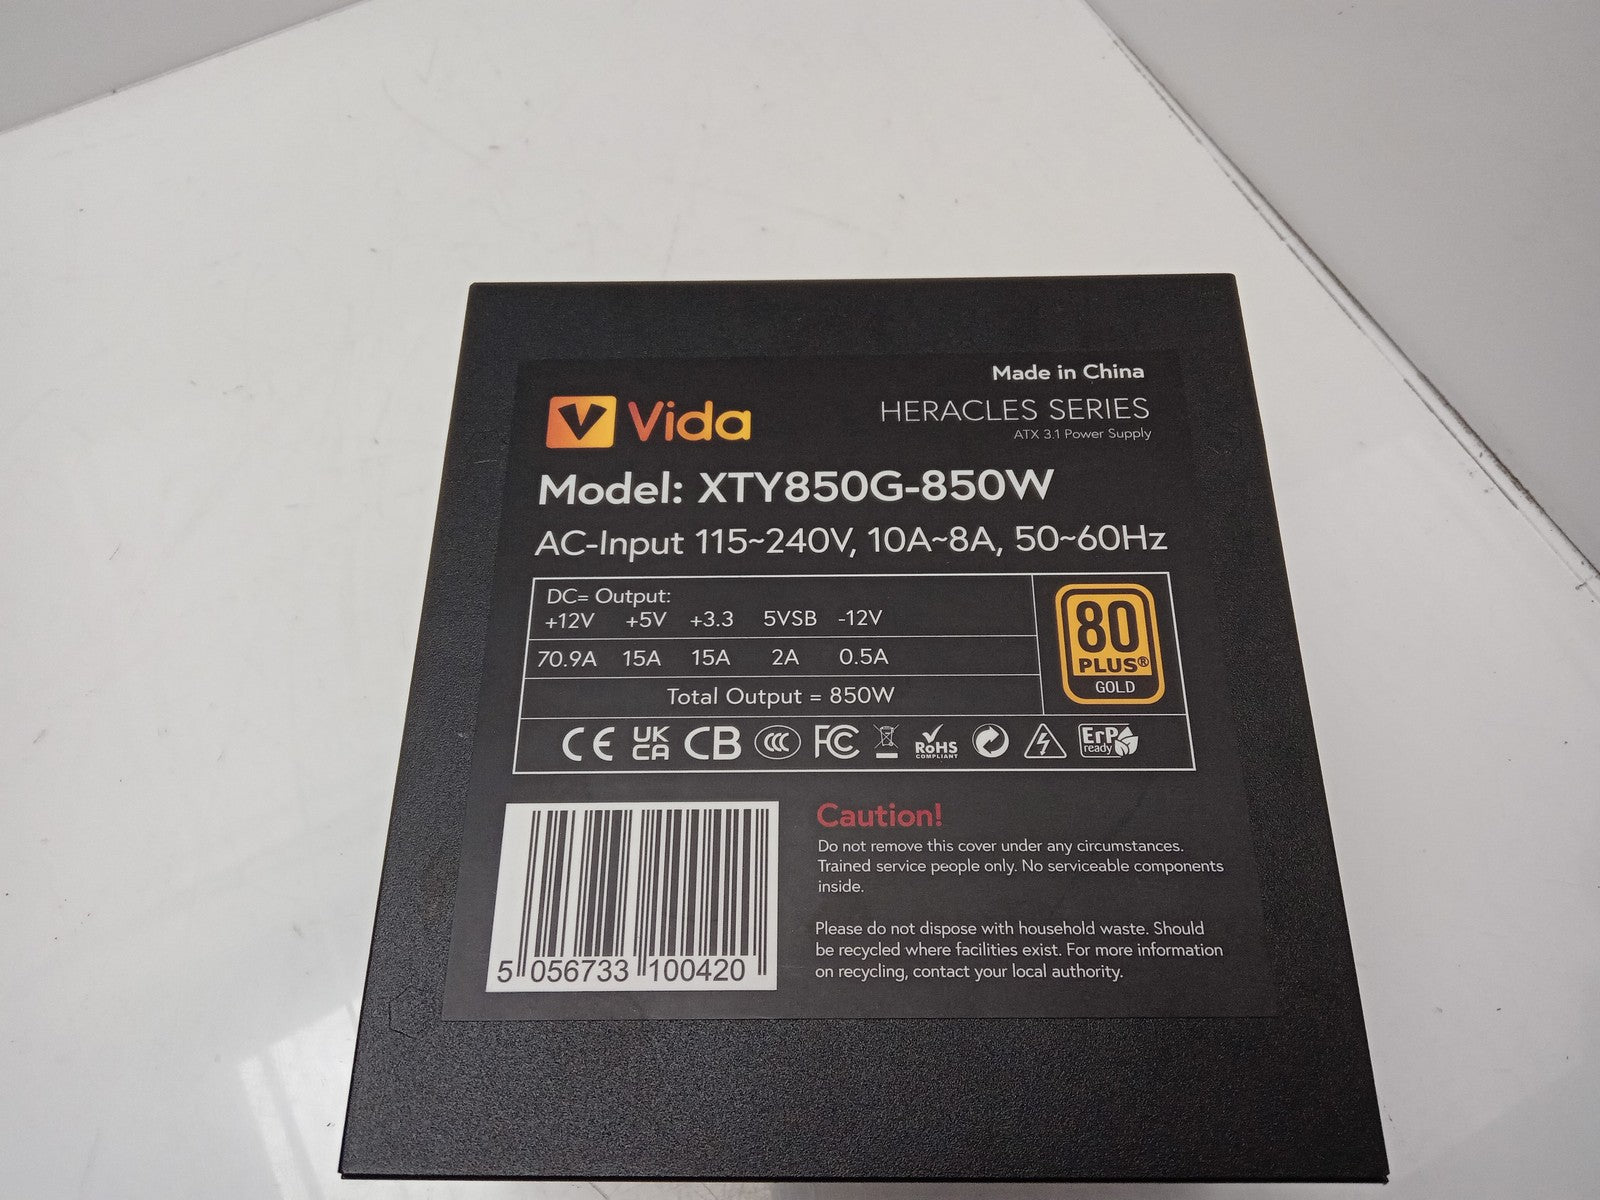 Made in China
Vida
HERACLES SERIES
ATX 3.1 Power Supply
Model: XTY850G-850W
AC-Input 115~240V, 10A~8A, 50~60Hz
DC= Output:
+12V +5V +3.3 5VSB -12V
70.9A 15A 15A 2A 0.5A
Total Output = 850W
80
PLUS®
GOLD
CE UK CA CB CCC FC RoHS COMPLIANT ErP ready
Caution!
Do not remove this cover under any circumstances.
Trained service people only. No serviceable components
inside.
Please do not dispose with household waste. Should
be recycled where facilities exist. For more information
on recycling, contact your local authority.
5 056733 100420